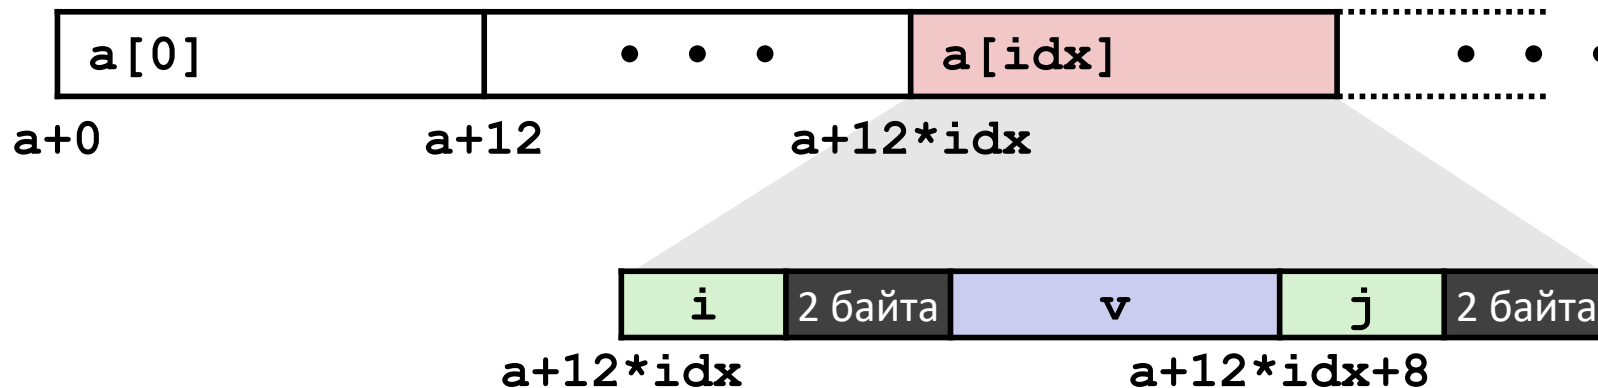 a[0] • • • a[idx] • • •
a+0 a+12 a+12*idx
i 2 байта v j 2 байта
a+12*idx a+12*idx+8